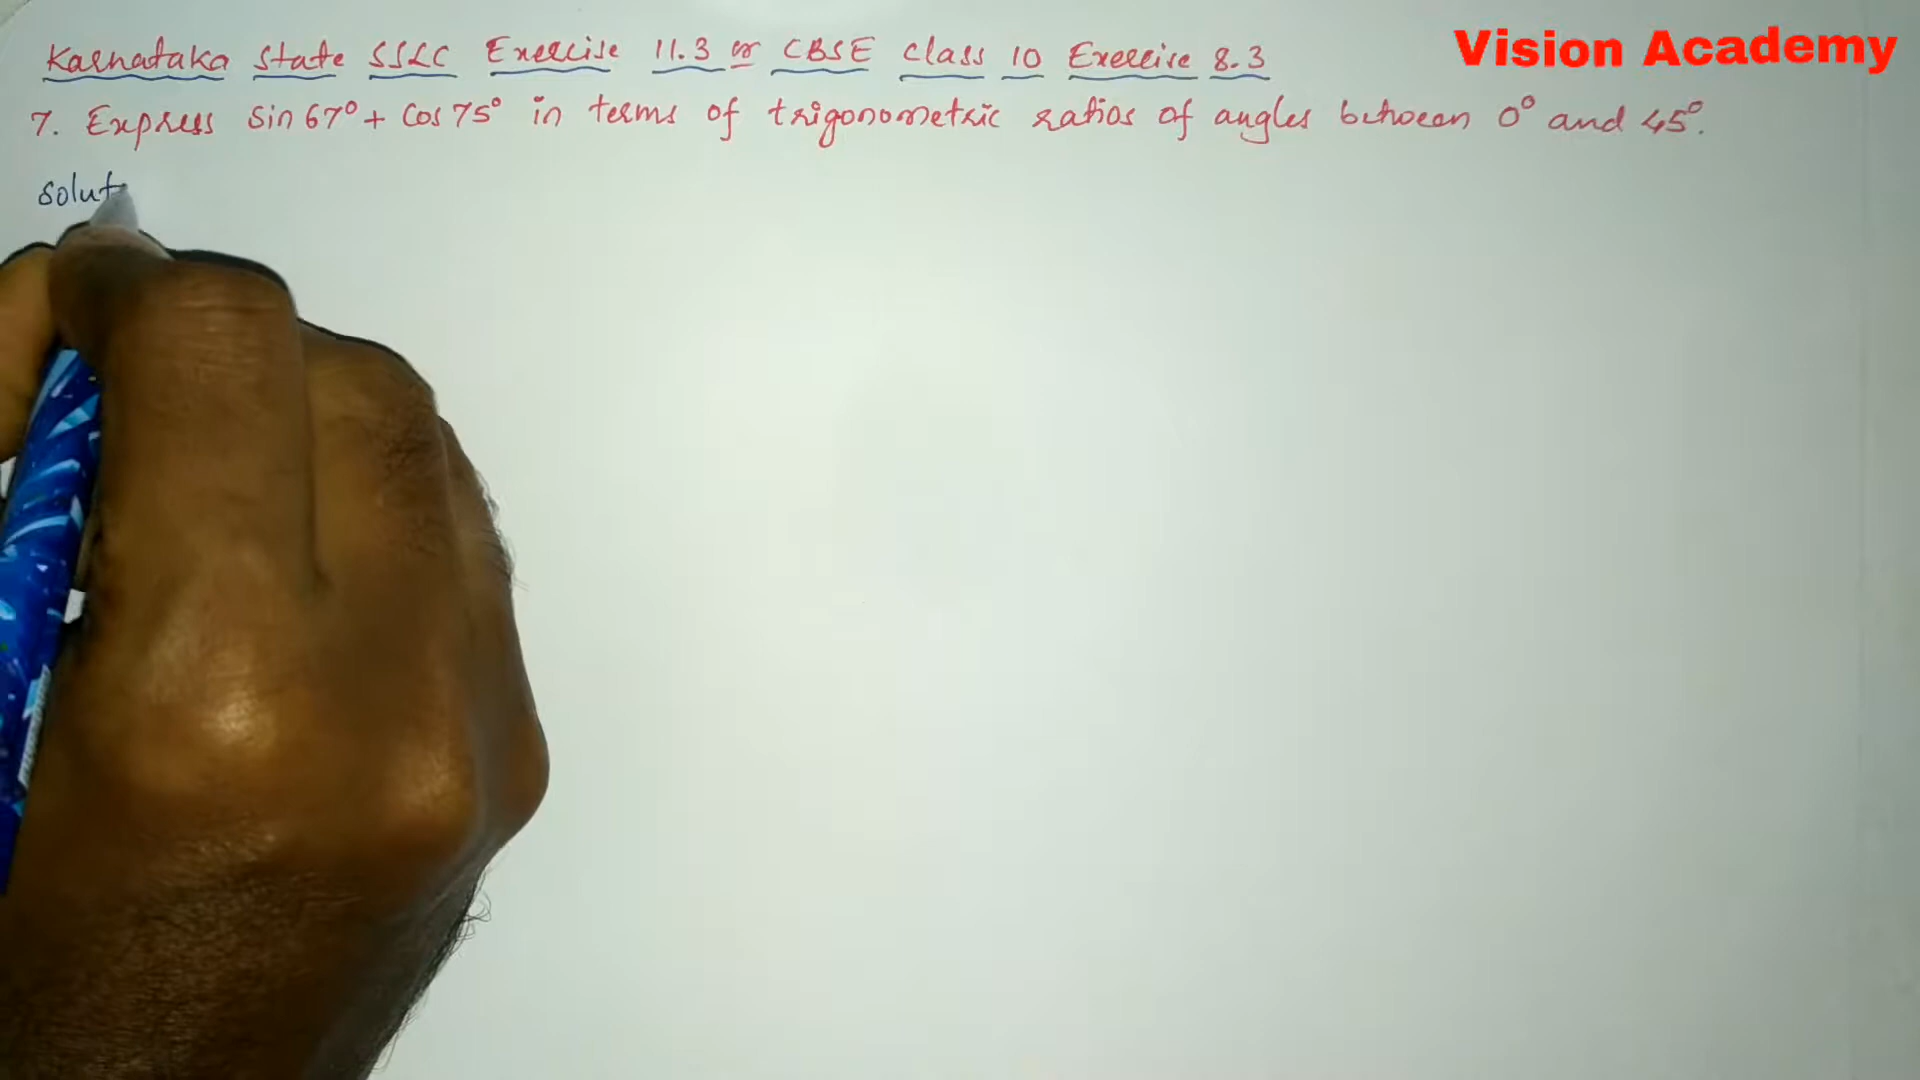 Karnataka State SSLC Exercise 11.3 or CBSE Class 10 Exercise 8.3
Vision Academy
7. Express Sin 67° + Cos 75° in terms of trigonometric ratios of angles between 0° and 45°.
Solut